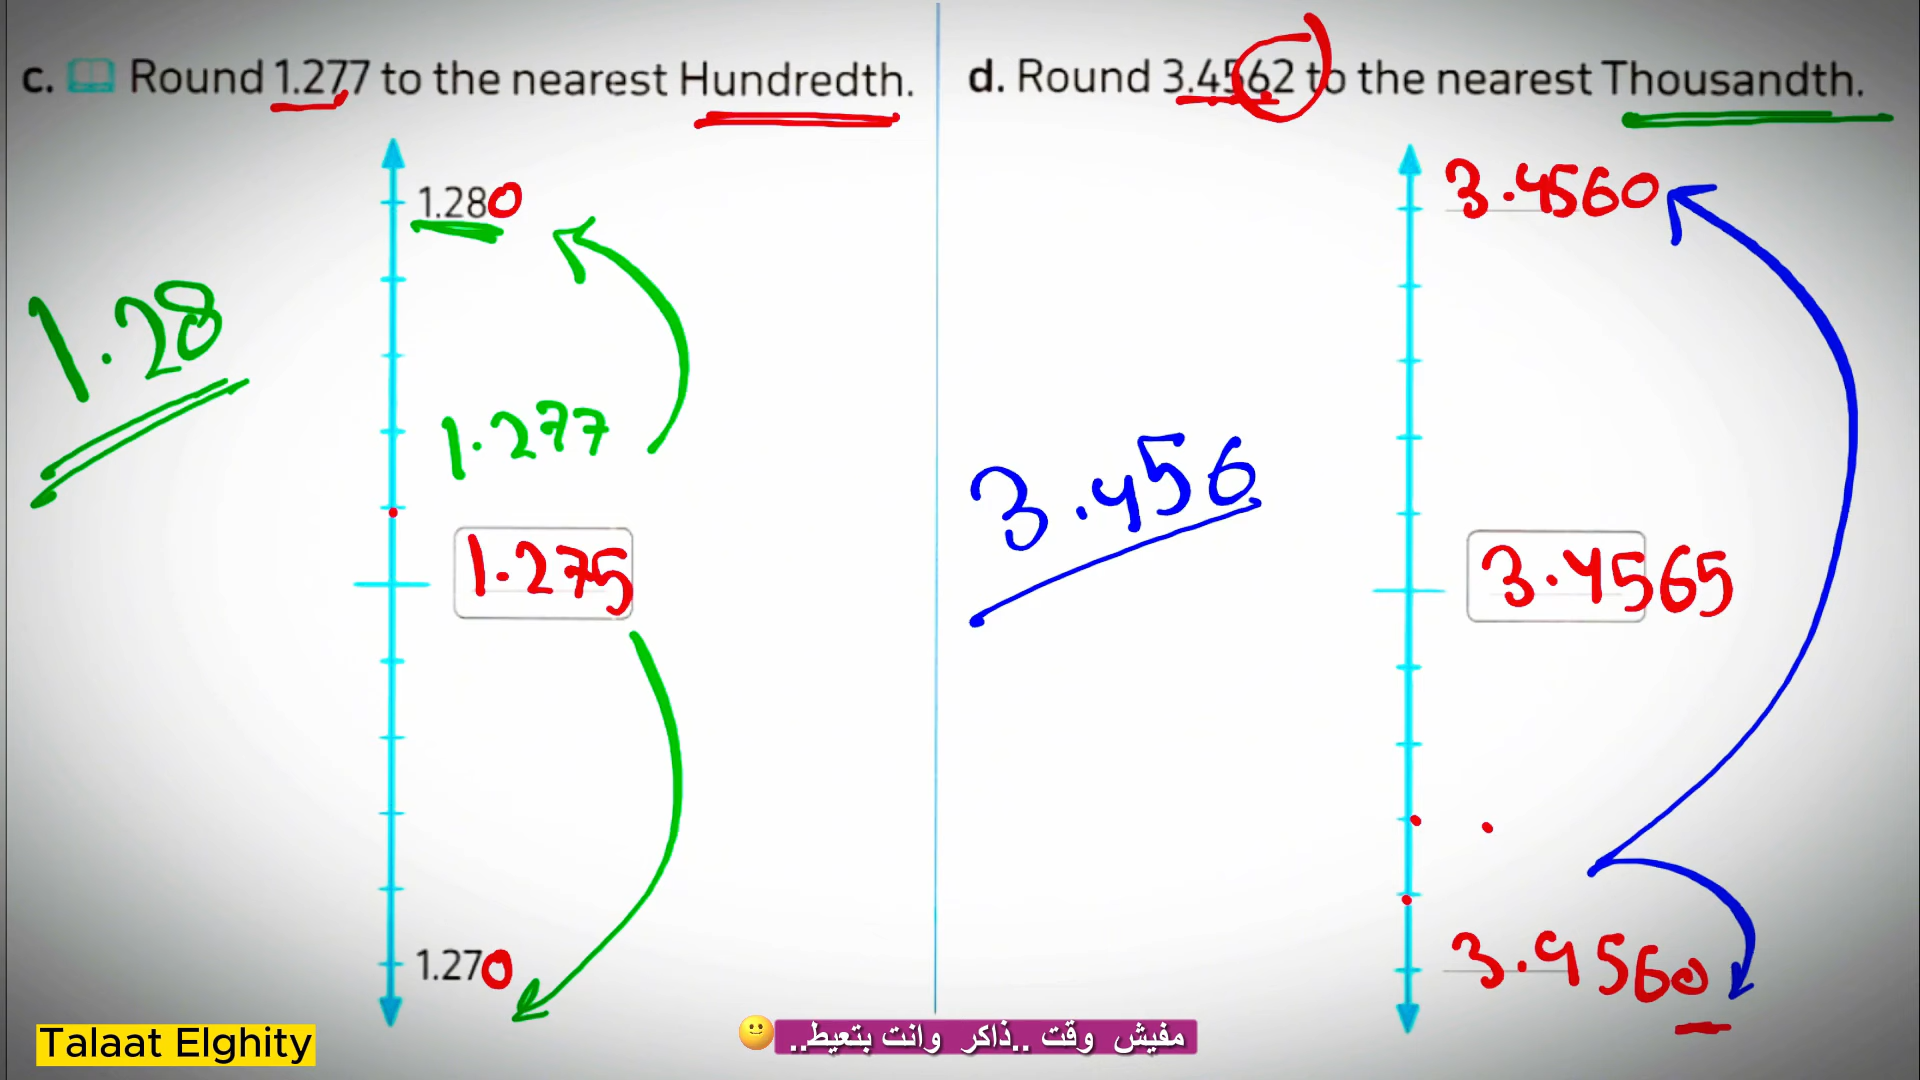 c. Round 1.277 to the nearest Hundredth.
1.280
1.28
1.277
1.275
1.270
d. Round 3.4562 to the nearest Thousandth.
3.4560
3.456
3.4565
3.4560
Talaat Elghity
مفيش وقت ..ذاكر وانت بتعيط..